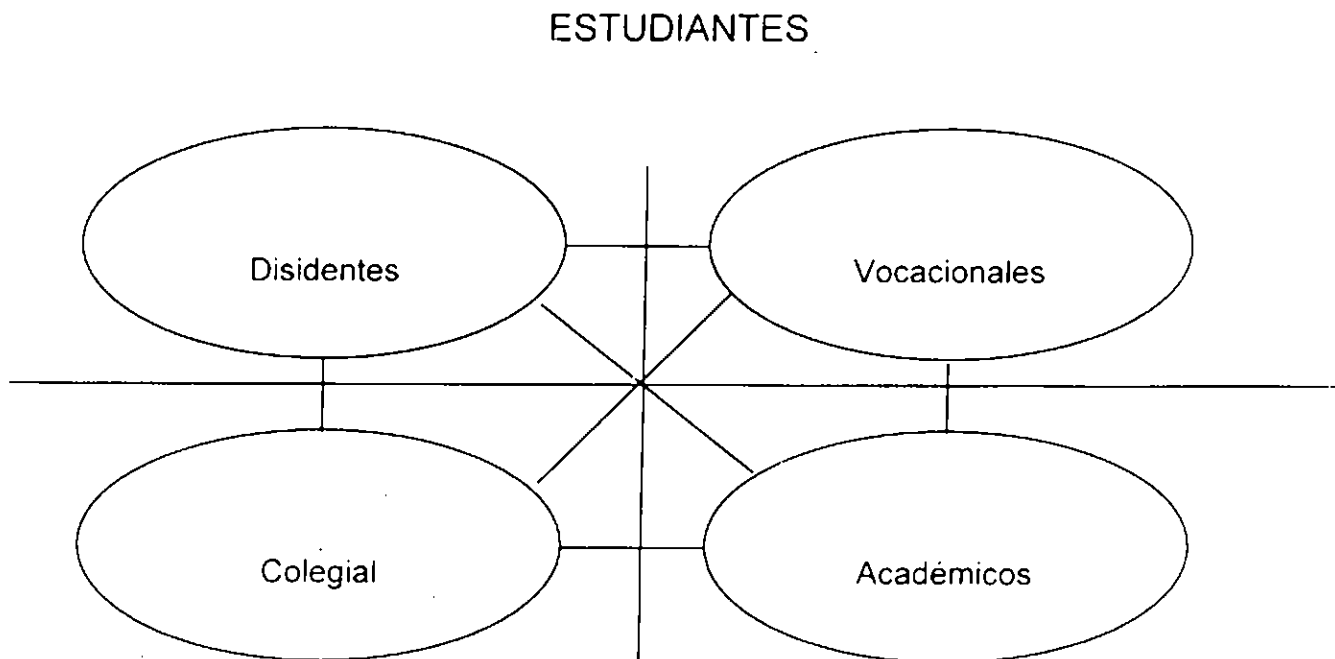 ESTUDIANTES
Disidentes
Vocacionales
Colegial
Académicos